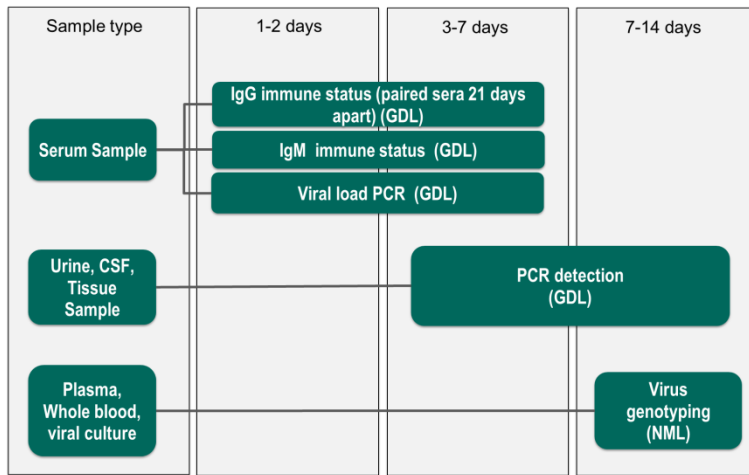 Sample type
1-2 days
3-7 days
7-14 days
IgG immune status (paired sera 21 days
apart) (GDL)
Serum Sample
IgM immune status (GDL)
Viral load PCR (GDL)
Urine, CSF,
Tissue
Sample
PCR detection
(GDL)
Plasma,
Whole blood,
viral culture
Virus
genotyping
(NML)